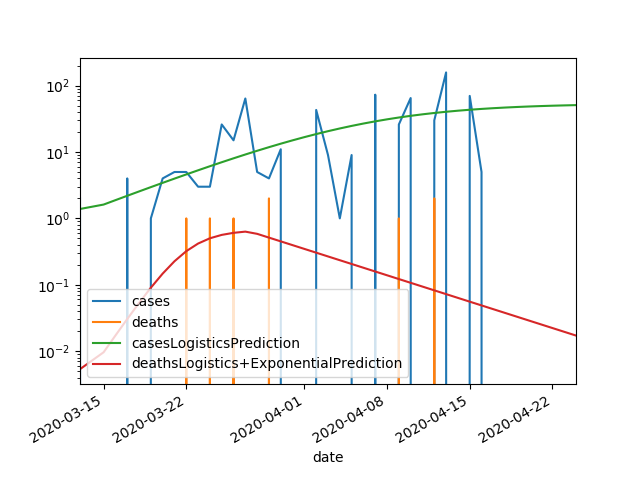 10²
10¹
10⁰
10⁻¹
10⁻²
cases
deaths
casesLogisticsPrediction
deathsLogistics+ExponentialPrediction
2020-03-15 2020-03-22 2020-04-01 2020-04-08 2020-04-15 2020-04-22
date